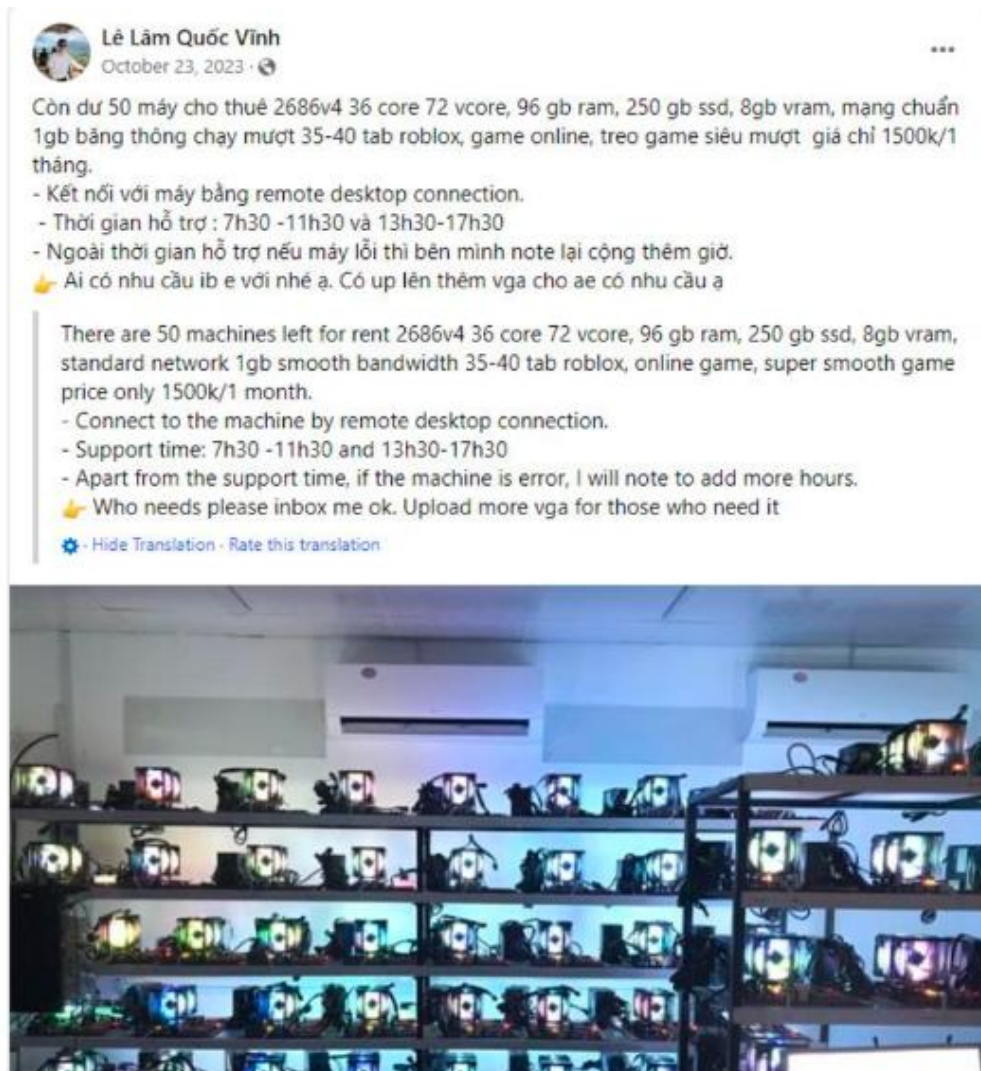 Lê Lâm Quốc Vĩnh
October 23, 2023 ·
Còn dư 50 máy cho thuê 2686v4 36 core 72 vcore, 96 gb ram, 250 gb ssd, 8gb vram, mạng chuẩn
1gb băng thông chạy mượt 35-40 tab roblox, game online, treo game siêu mượt giá chỉ 1500k/1
tháng.
- Kết nối với máy bằng remote desktop connection.
- Thời gian hỗ trợ : 7h30 -11h30 và 13h30-17h30
- Ngoài thời gian hỗ trợ nếu máy lỗi thì bên mình note lại cộng thêm giờ.
👉 Ai có nhu cầu ib e với nhé ạ. Có up lên thêm vga cho ae có nhu cầu ạ
There are 50 machines left for rent 2686v4 36 core 72 vcore, 96 gb ram, 250 gb ssd, 8gb vram,
standard network 1gb smooth bandwidth 35-40 tab roblox, online game, super smooth game
price only 1500k/1 month.
- Connect to the machine by remote desktop connection.
- Support time: 7h30 -11h30 and 13h30-17h30
- Apart from the support time, if the machine is error, I will note to add more hours.
👉 Who needs please inbox me ok. Upload more vga for those who need it
· Hide Translation · Rate this translation